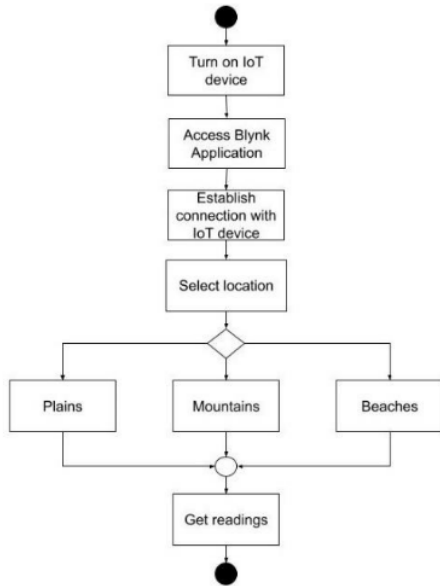 Turn on IoT
device
Access Blynk
Application
Establish
connection with
IoT device
Select location
Plains
Mountains
Beaches
Get readings